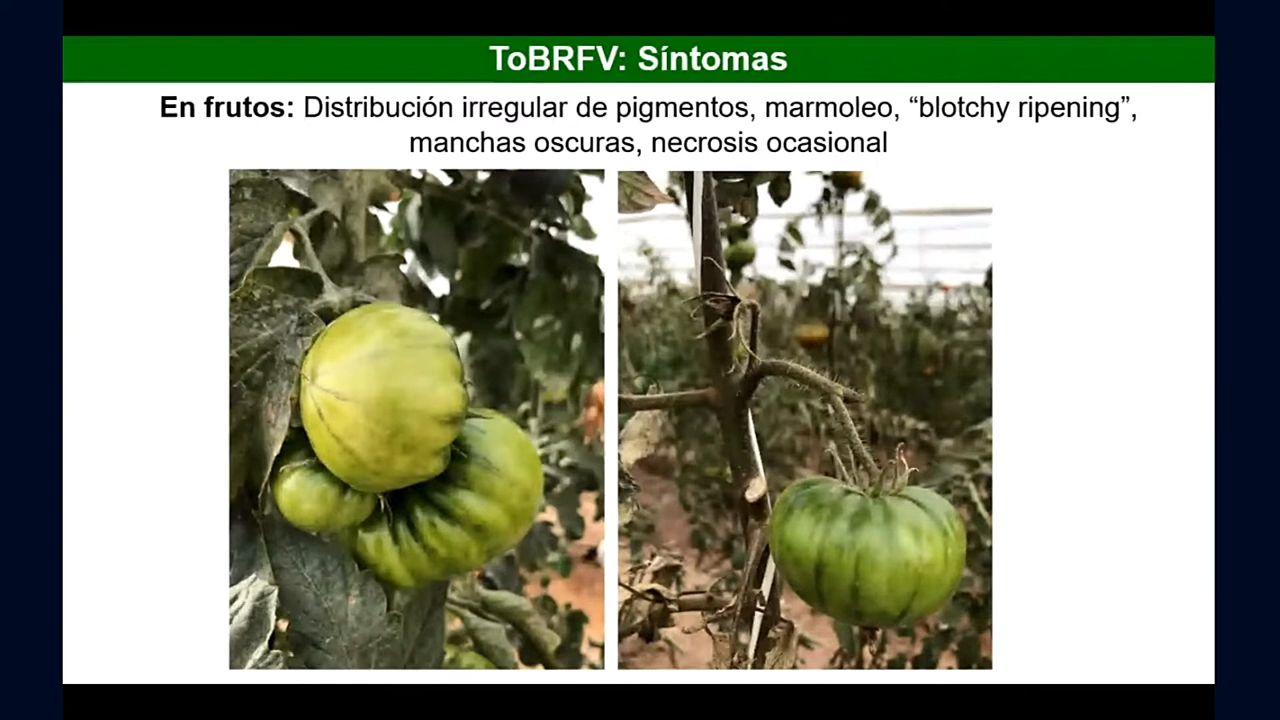 ToBRFV: Síntomas
En frutos: Distribución irregular de pigmentos, marmoleo, “blotchy ripening”,
manchas oscuras, necrosis ocasional